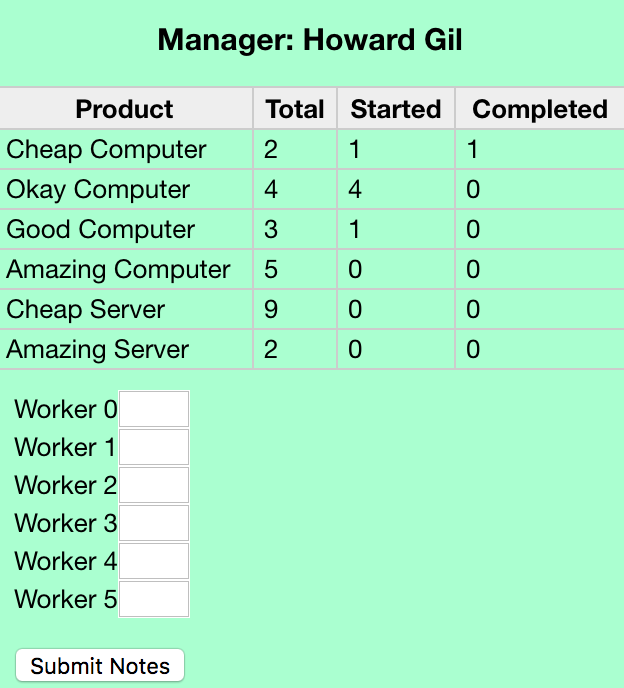 Manager: Howard Gil
Product Total Started Completed
Cheap Computer 2 1 1
Okay Computer 4 4 0
Good Computer 3 1 0
Amazing Computer 5 0 0
Cheap Server 9 0 0
Amazing Server 2 0 0
Worker 0
Worker 1
Worker 2
Worker 3
Worker 4
Worker 5
Submit Notes